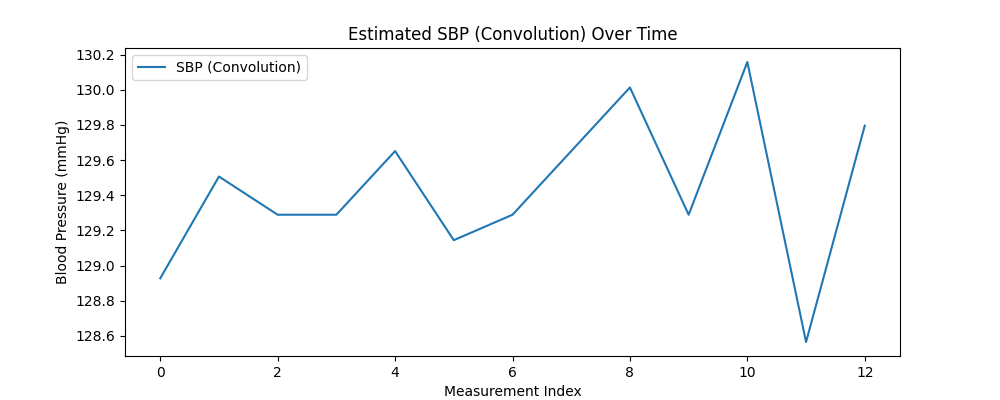 Estimated SBP (Convolution) Over Time
SBP (Convolution)
Blood Pressure (mmHg)
130.2
130.0
129.8
129.6
129.4
129.2
129.0
128.8
128.6
0 2 4 6 8 10 12
Measurement Index